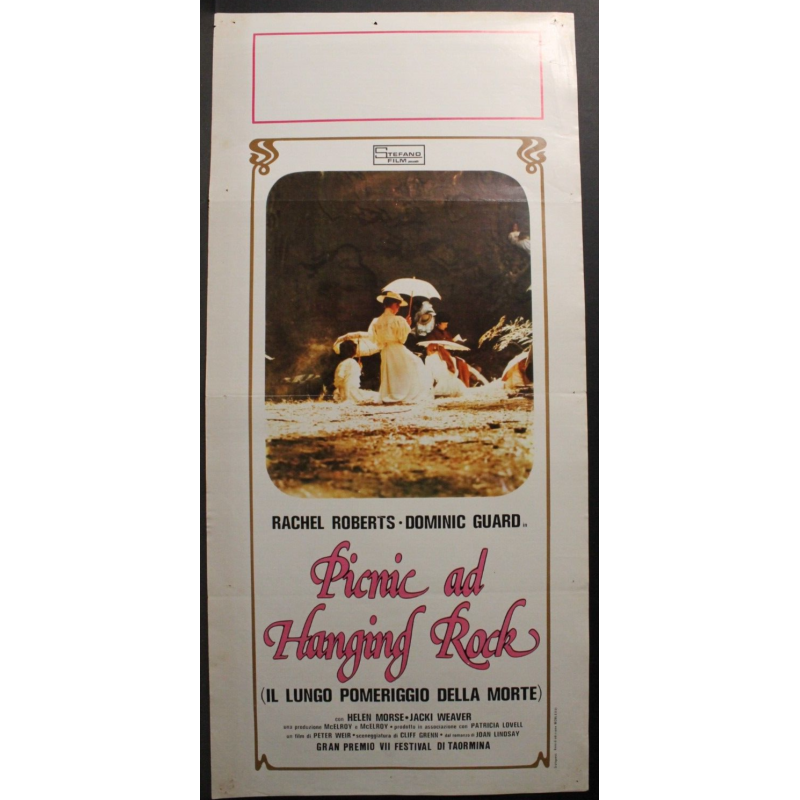 STEFANO
FILM
RACHEL ROBERTS • DOMINIC GUARD in
Picnic ad
Hanging Rock
(IL LUNGO POMERIGGIO DELLA MORTE)
con HELEN MORSE • JACKI WEAVER
una produzione McELROY e McELROY • prodotto in associazione con PATRICIA LOVELL
un film di PETER WEIR • sceneggiatura di CLIFF GREEN • dal romanzo di JOAN LINDSAY
GRAN PREMIO VII FESTIVAL DI TAORMINA